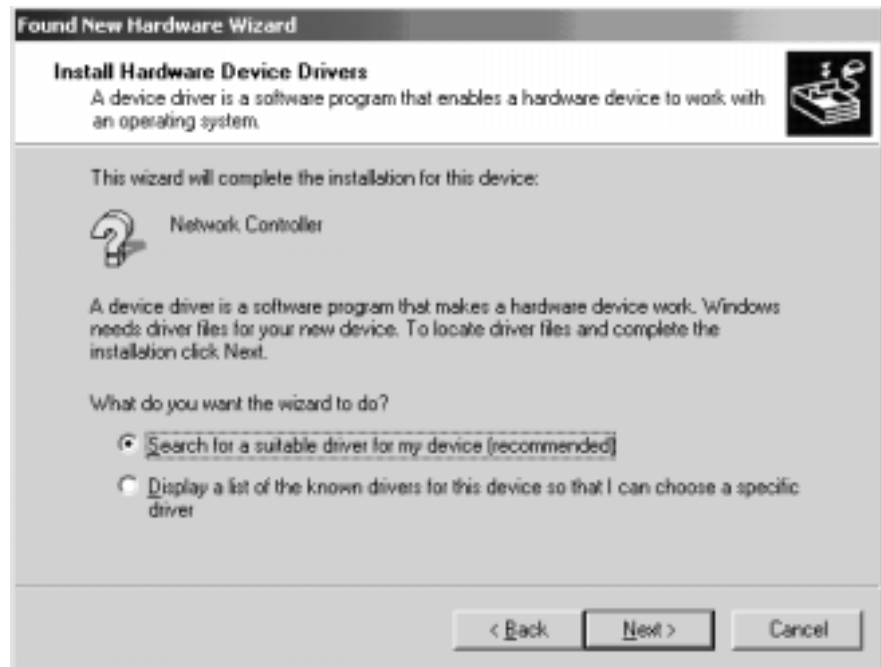 Found New Hardware Wizard
Install Hardware Device Drivers
A device driver is a software program that enables a hardware device to work with
an operating system.
This wizard will complete the installation for this device:
Network Controller
A device driver is a software program that makes a hardware device work. Windows
needs driver files for your new device. To locate driver files and complete the
installation click Next.
What do you want the wizard to do?
Search for a suitable driver for my device (recommended)
Display a list of the known drivers for this device so that I can choose a specific
driver
< Back
Next >
Cancel